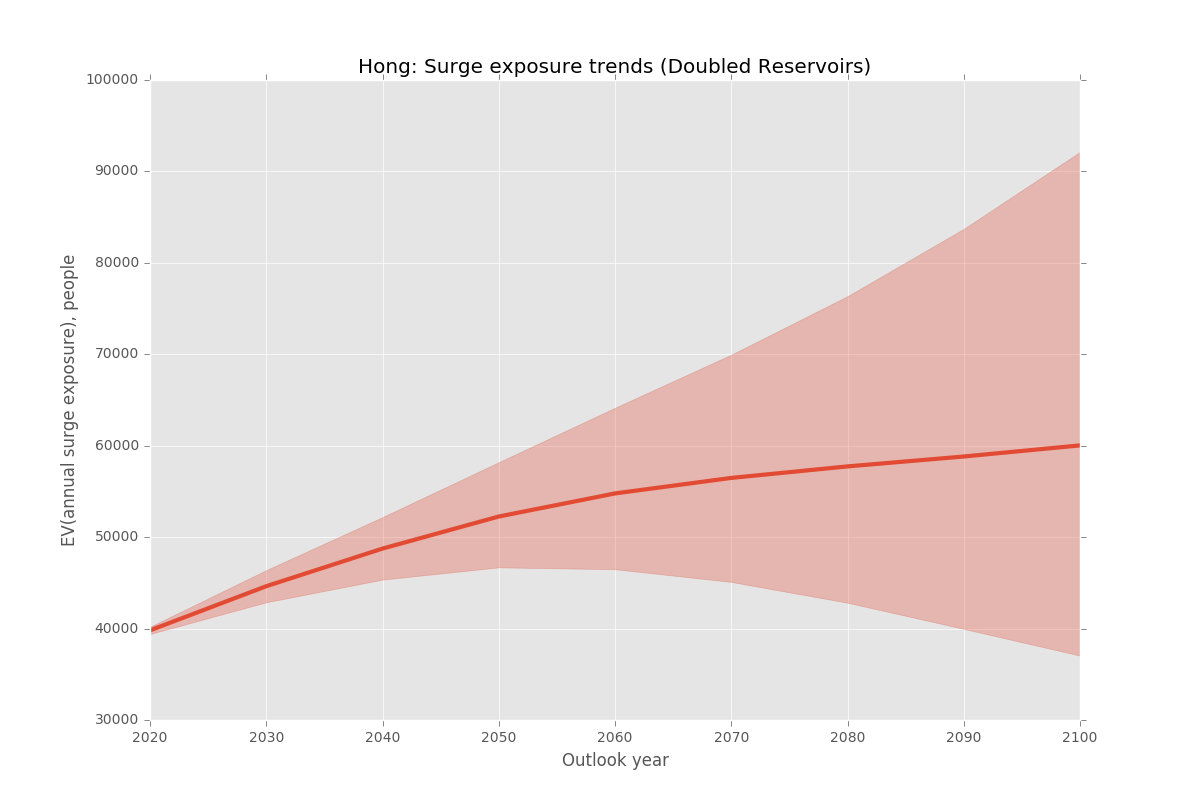 Hong: Surge exposure trends (Doubled Reservoirs)
100000
90000
80000
70000
60000
50000
40000
30000
EV(annual surge exposure), people
2020 2030 2040 2050 2060 2070 2080 2090 2100
Outlook year